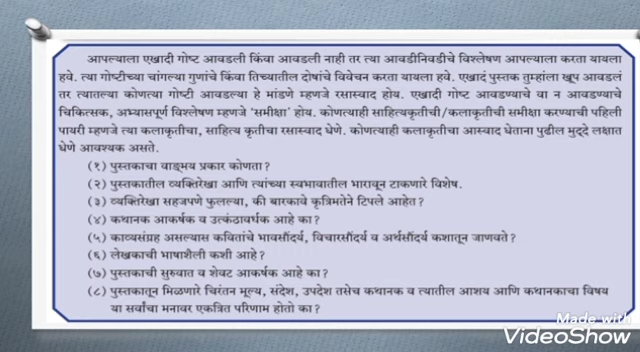 आपल्याला एखादी गोष्ट आवडली किंवा आवडली नाही तर त्या आवडीनिवडीचे विश्लेषण आपल्याला करता यायला
हवे. त्या गोष्टीच्या चांगल्या गुणांचे किंवा तिच्यातील दोषांचे विवेचन करता यायला हवे. एखादं पुस्तक तुम्हांला खूप आवडलं
तर त्यातल्या कोणत्या गोष्टी आवडल्या हे मांडणे म्हणजे रसास्वाद होय. एखादी गोष्ट आवडण्याचे वा न आवडण्याचे
चिकित्सक, अभ्यासपूर्ण विश्लेषण म्हणजे 'समीक्षा' होय. कोणत्याही साहित्यकृतीची/कलाकृतीची समीक्षा करण्याची पहिली
पायरी म्हणजे त्या कलाकृतीचा, साहित्य कृतीचा रसास्वाद घेणे. कोणत्याही कलाकृतीचा आस्वाद घेताना पुढील मुद्दे लक्षात
घेणे आवश्यक असते.
(१) पुस्तकाचा वाङ्मय प्रकार कोणता ?
(२) पुस्तकातील व्यक्तिरेखा आणि त्यांच्या स्वभावातील भारावून टाकणारे विशेष.
(३) व्यक्तिरेखा सहजपणे फुलल्या, की बारकावे कृत्रिमतेने टिपले आहेत ?
(४) कथानक आकर्षक व उत्कंठावर्धक आहे का ?
(५) काव्यसंग्रह असल्यास कवितांचे भावसौंदर्य, विचारसौंदर्य व अर्थसौंदर्य कशातून जाणवते ?
(६) लेखकाची भाषाशैली कशी आहे ?
(७) पुस्तकाची सुरुवात व शेवट आकर्षक आहे का ?
(८) पुस्तकातून मिळणारे चिरंतन मूल्य, संदेश, उपदेश तसेच कथानक व त्यातील आशय आणि कथानकाचा विषय
या सर्वांचा मनावर एकत्रित परिणाम होतो का ?
Made with
VideoShow